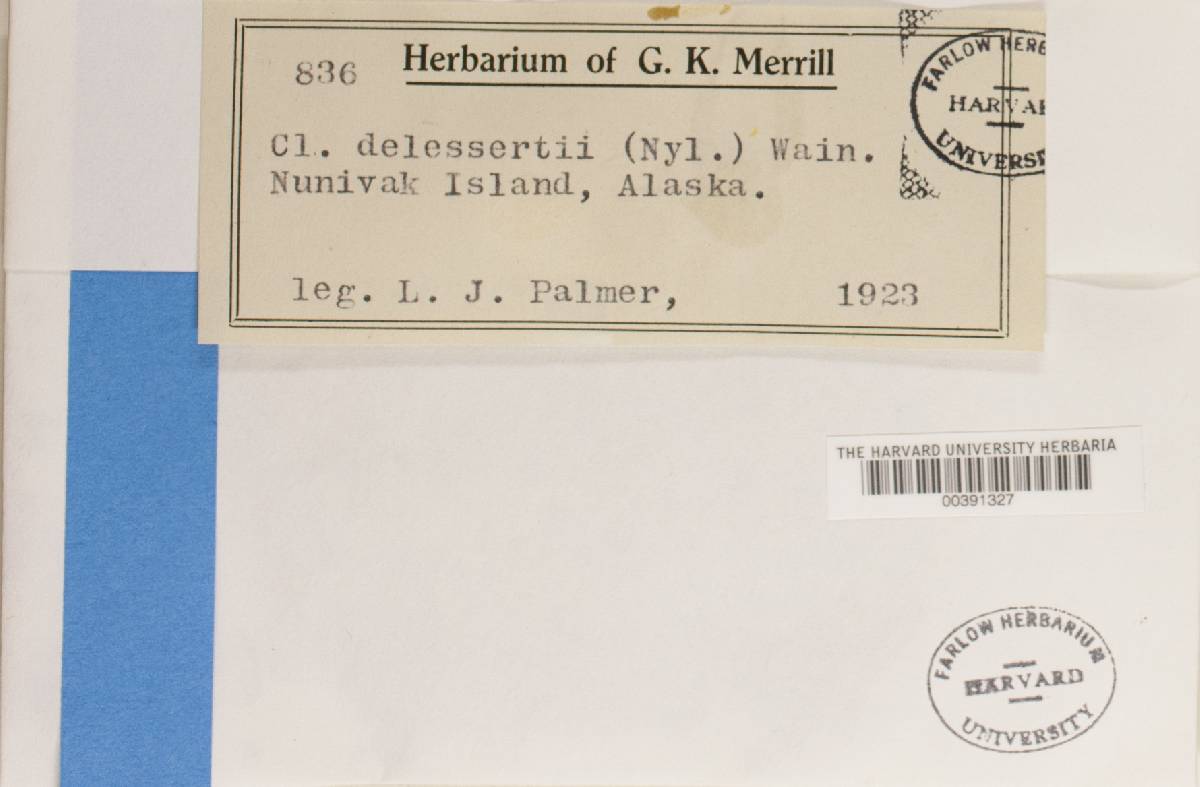 836 Herbarium of G. K. Merrill
Cl. delessertii (Nyl.) Wain.
Nunivak Island, Alaska.
leg. L. J. Palmer, 1923
FARLOW HERB
HARVAR
UNIVERSI
THE HARVARD UNIVERSITY HERBARIA
00391327
FARLOW HERBARIUM
HARVARD
UNIVERSITY